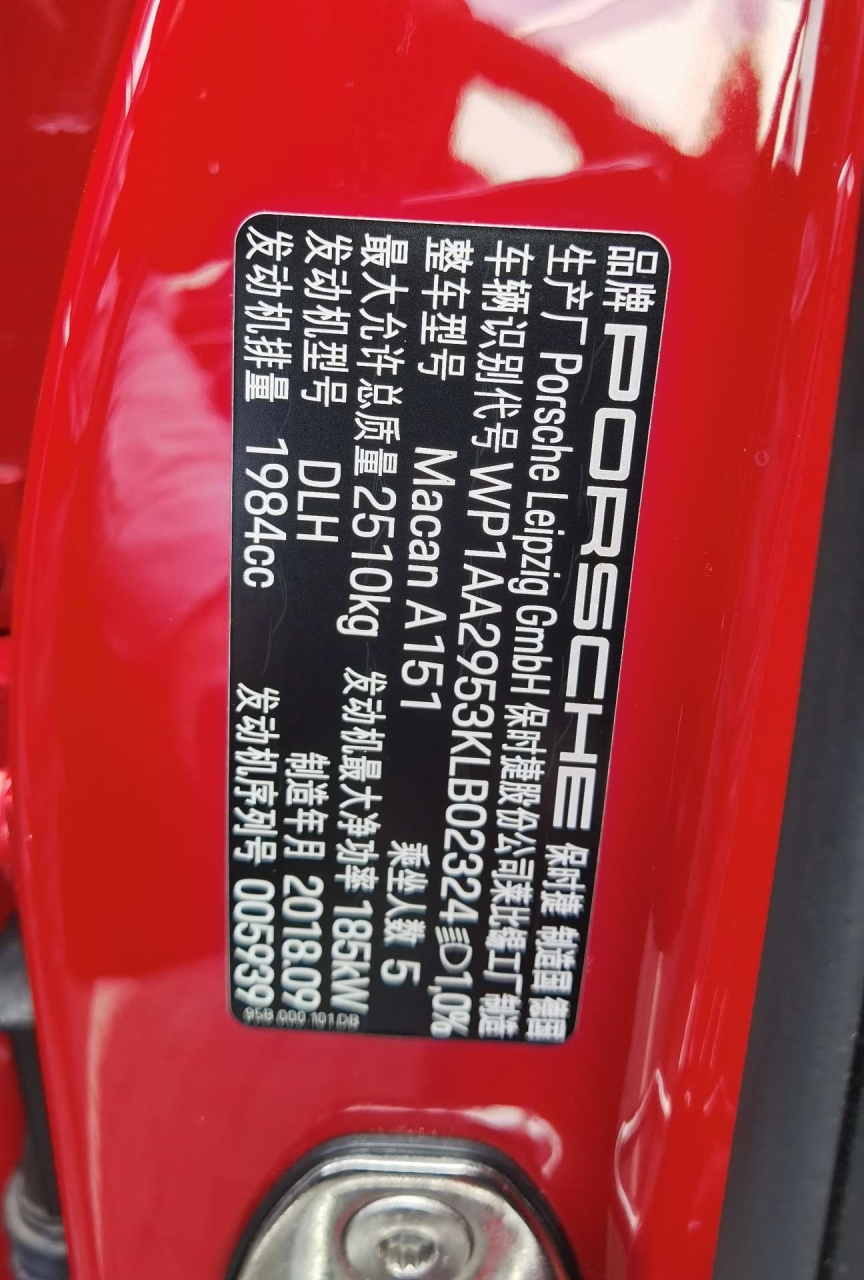 品牌 PORSCHE 保时捷 制造国 德国
生产厂 Porsche Leipzig GmbH 保时捷股份公司莱比锡工厂 制造
车辆识别代号 WP1AA2953KLB02324 1,0%
整车型号 Macan A151 乘坐人数 5
最大允许总质量 2510kg 发动机最大净功率 185kW
发动机型号 DLH 制造年月 2018.09
发动机排量 1984cc 发动机序列号 005939
95B 000 101 DB